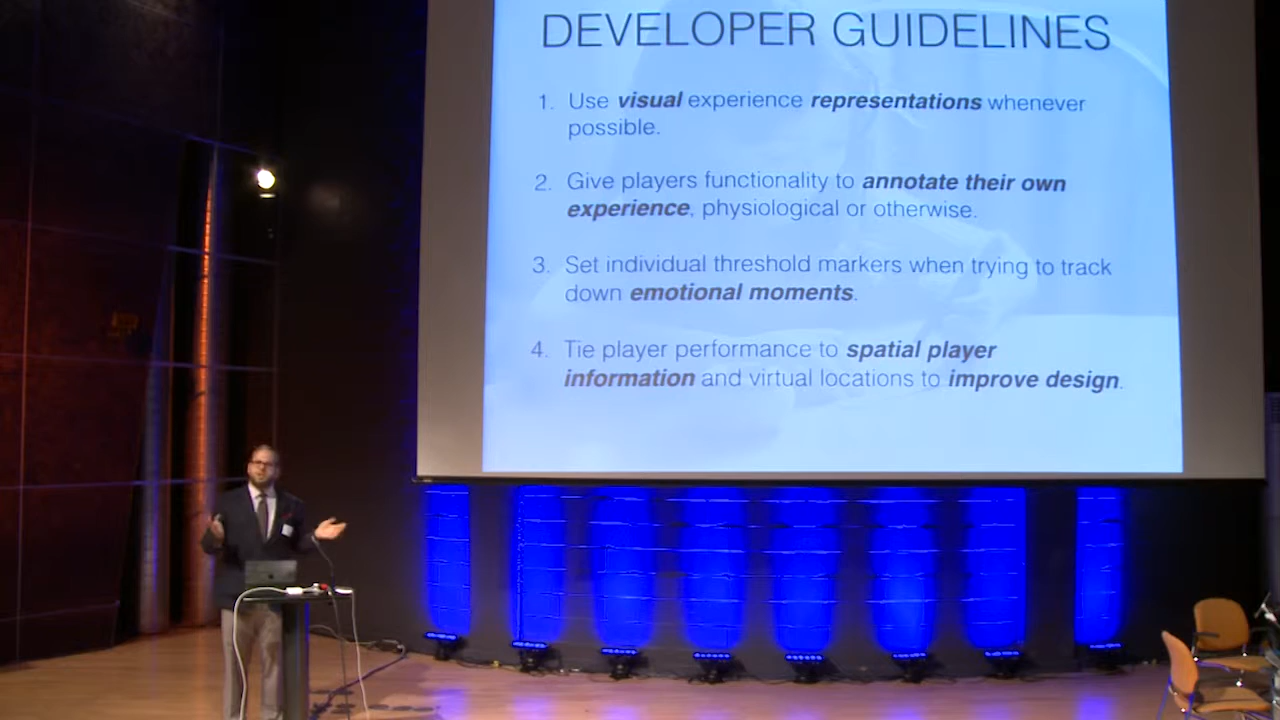 DEVELOPER GUIDELINES
1. Use visual experience representations whenever
possible.
2. Give players functionality to annotate their own
experience, physiological or otherwise.
3. Set individual threshold markers when trying to track
down emotional moments.
4. Tie player performance to spatial player
information and virtual locations to improve design.